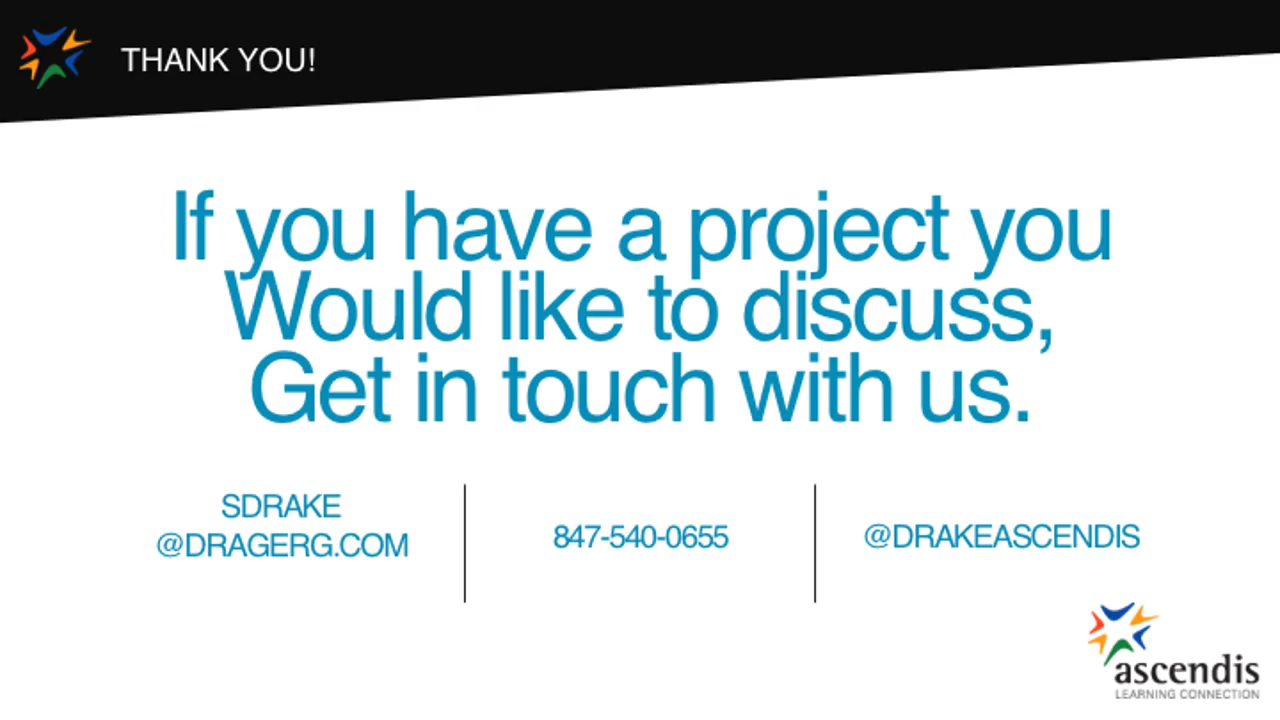 THANK YOU!
If you have a project you
Would like to discuss,
Get in touch with us.
SDRAKE
@DRAGERG.COM
847-540-0655
@DRAKEASCENDIS
ascendis
LEARNING CONNECTION